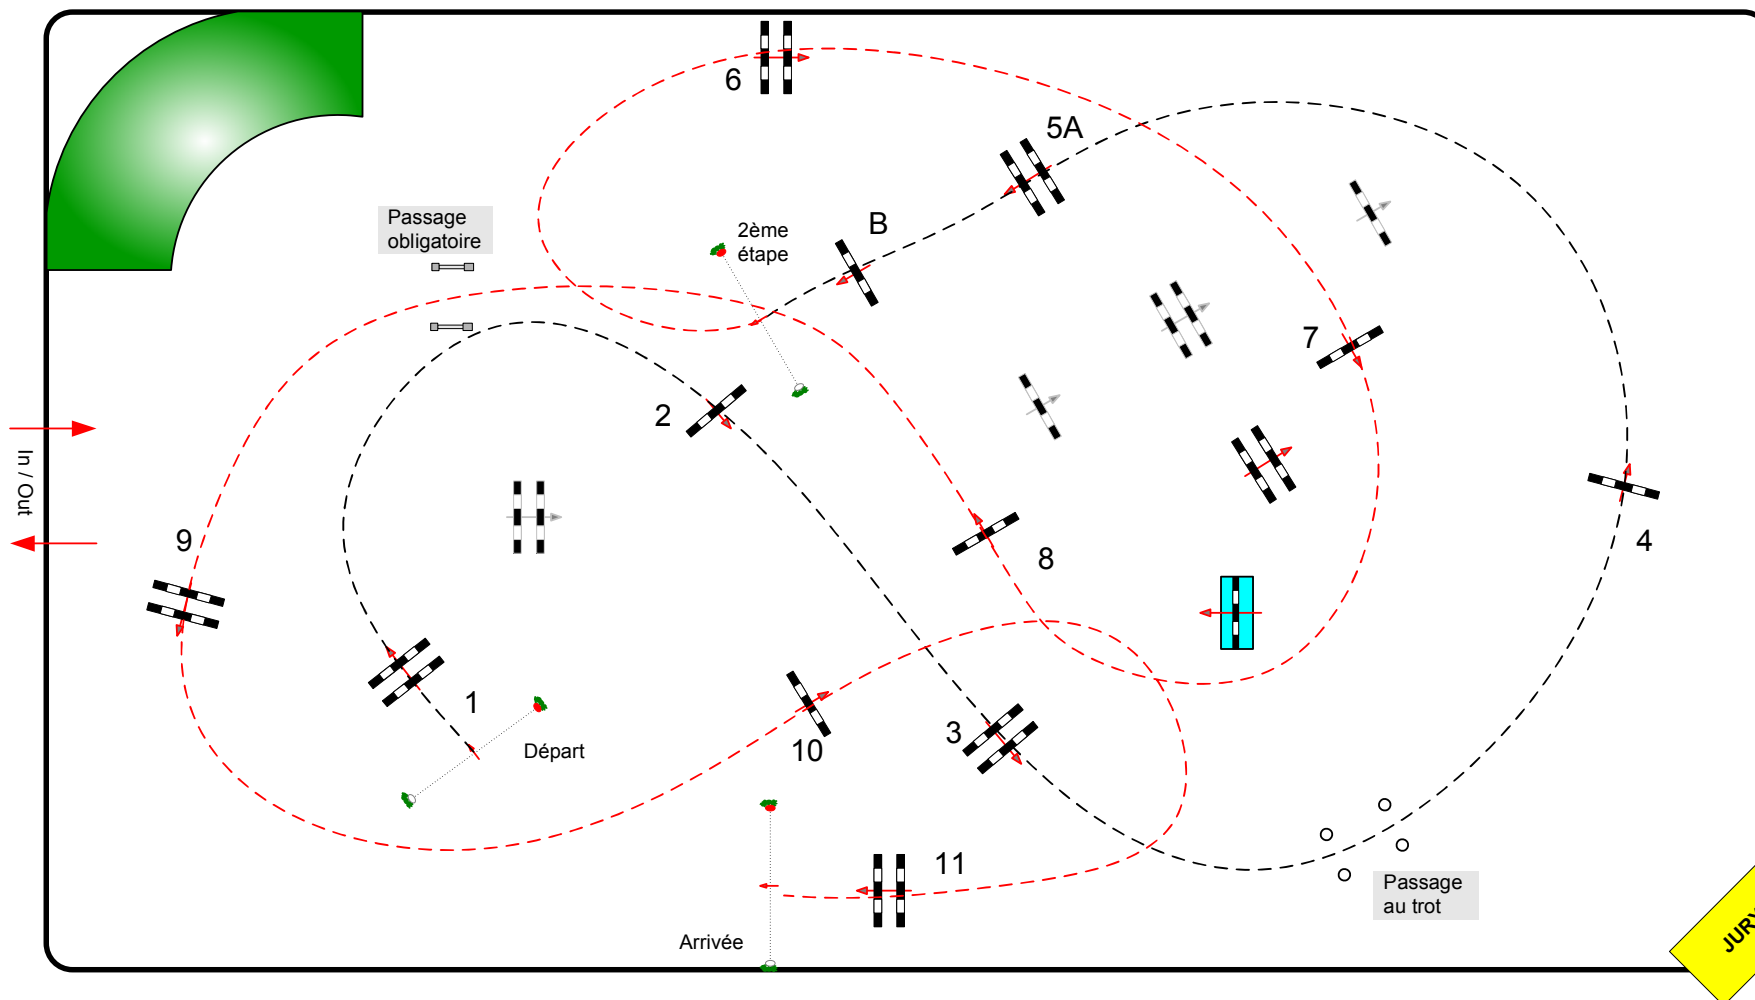 6
5A
Passage
obligatoire
B
2ème
étape
7
2
In / Out
9
8
4
1
Départ
10
3
11
Passage
au trot
Arrivée
JURY